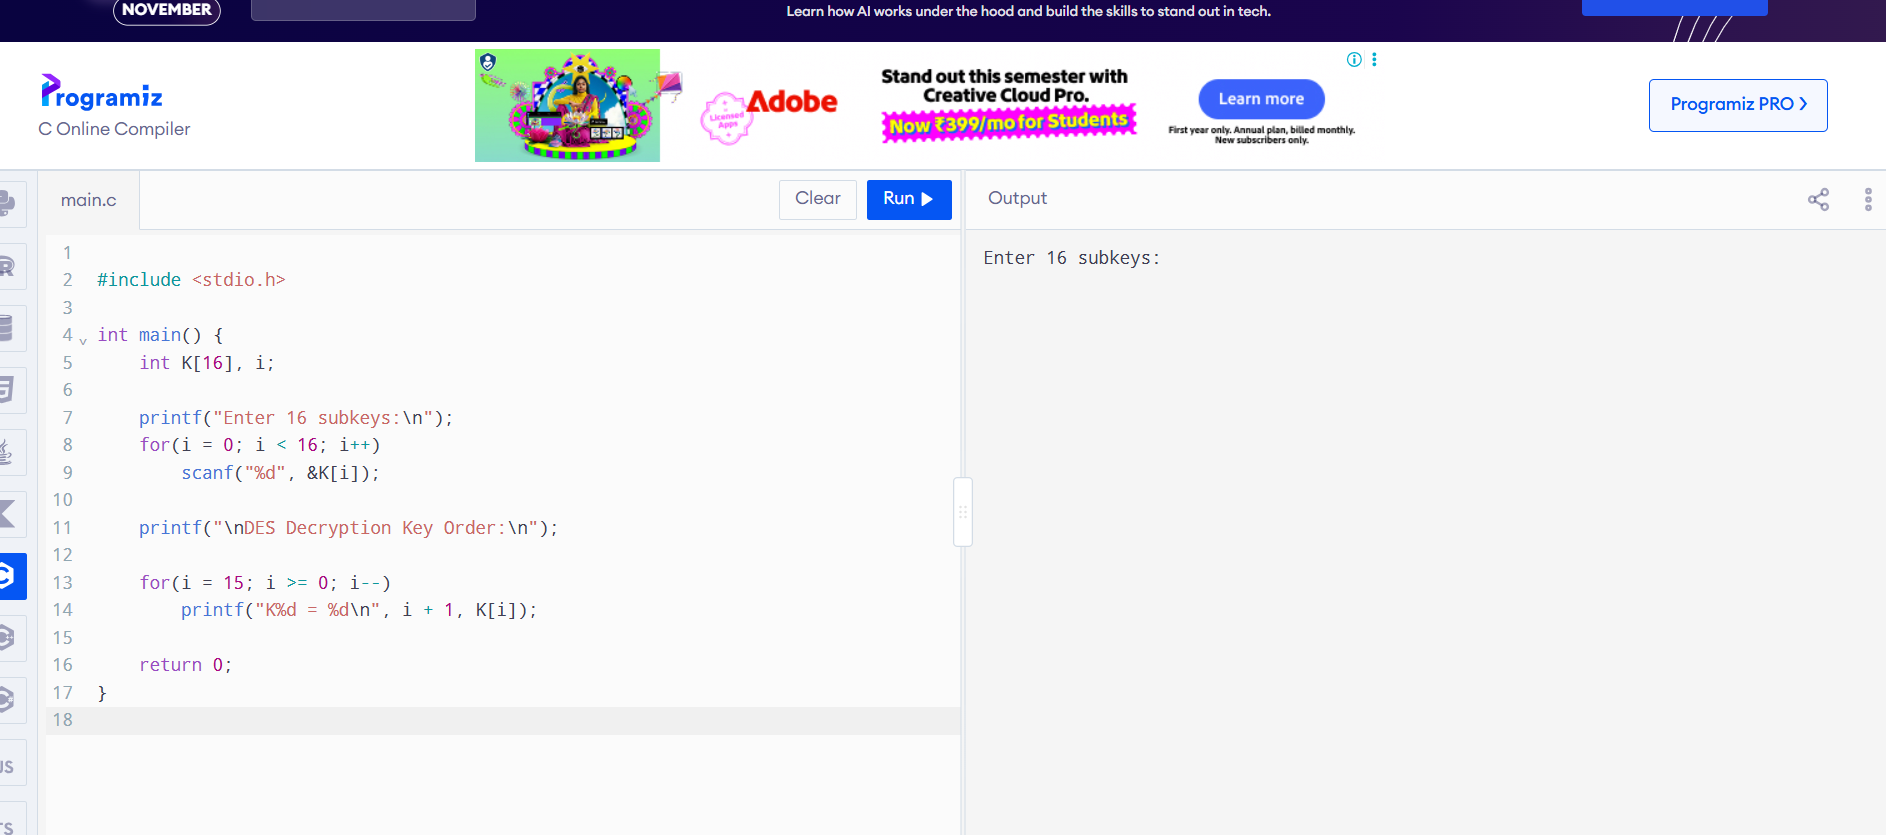 NOVEMBER
Learn how AI works under the hood and build the skills to stand out in tech.
Programiz
C Online Compiler
Licensed
Apps
Adobe
Stand out this semester with
Creative Cloud Pro.
Now ₹399/mo for Students
Learn more
First year only. Annual plan, billed monthly.
New subscribers only.
Programiz PRO
main.c
Clear
Run
Output
1
2 #include <stdio.h>
3
4 int main() {
5     int K[16], i;
6
7     printf("Enter 16 subkeys:\n");
8     for(i = 0; i < 16; i++)
9         scanf("%d", &K[i]);
10
11     printf("\nDES Decryption Key Order:\n");
12
13     for(i = 15; i >= 0; i--)
14         printf("K%d = %d\n", i + 1, K[i]);
15
16     return 0;
17 }
18
Enter 16 subkeys:
JS
TS